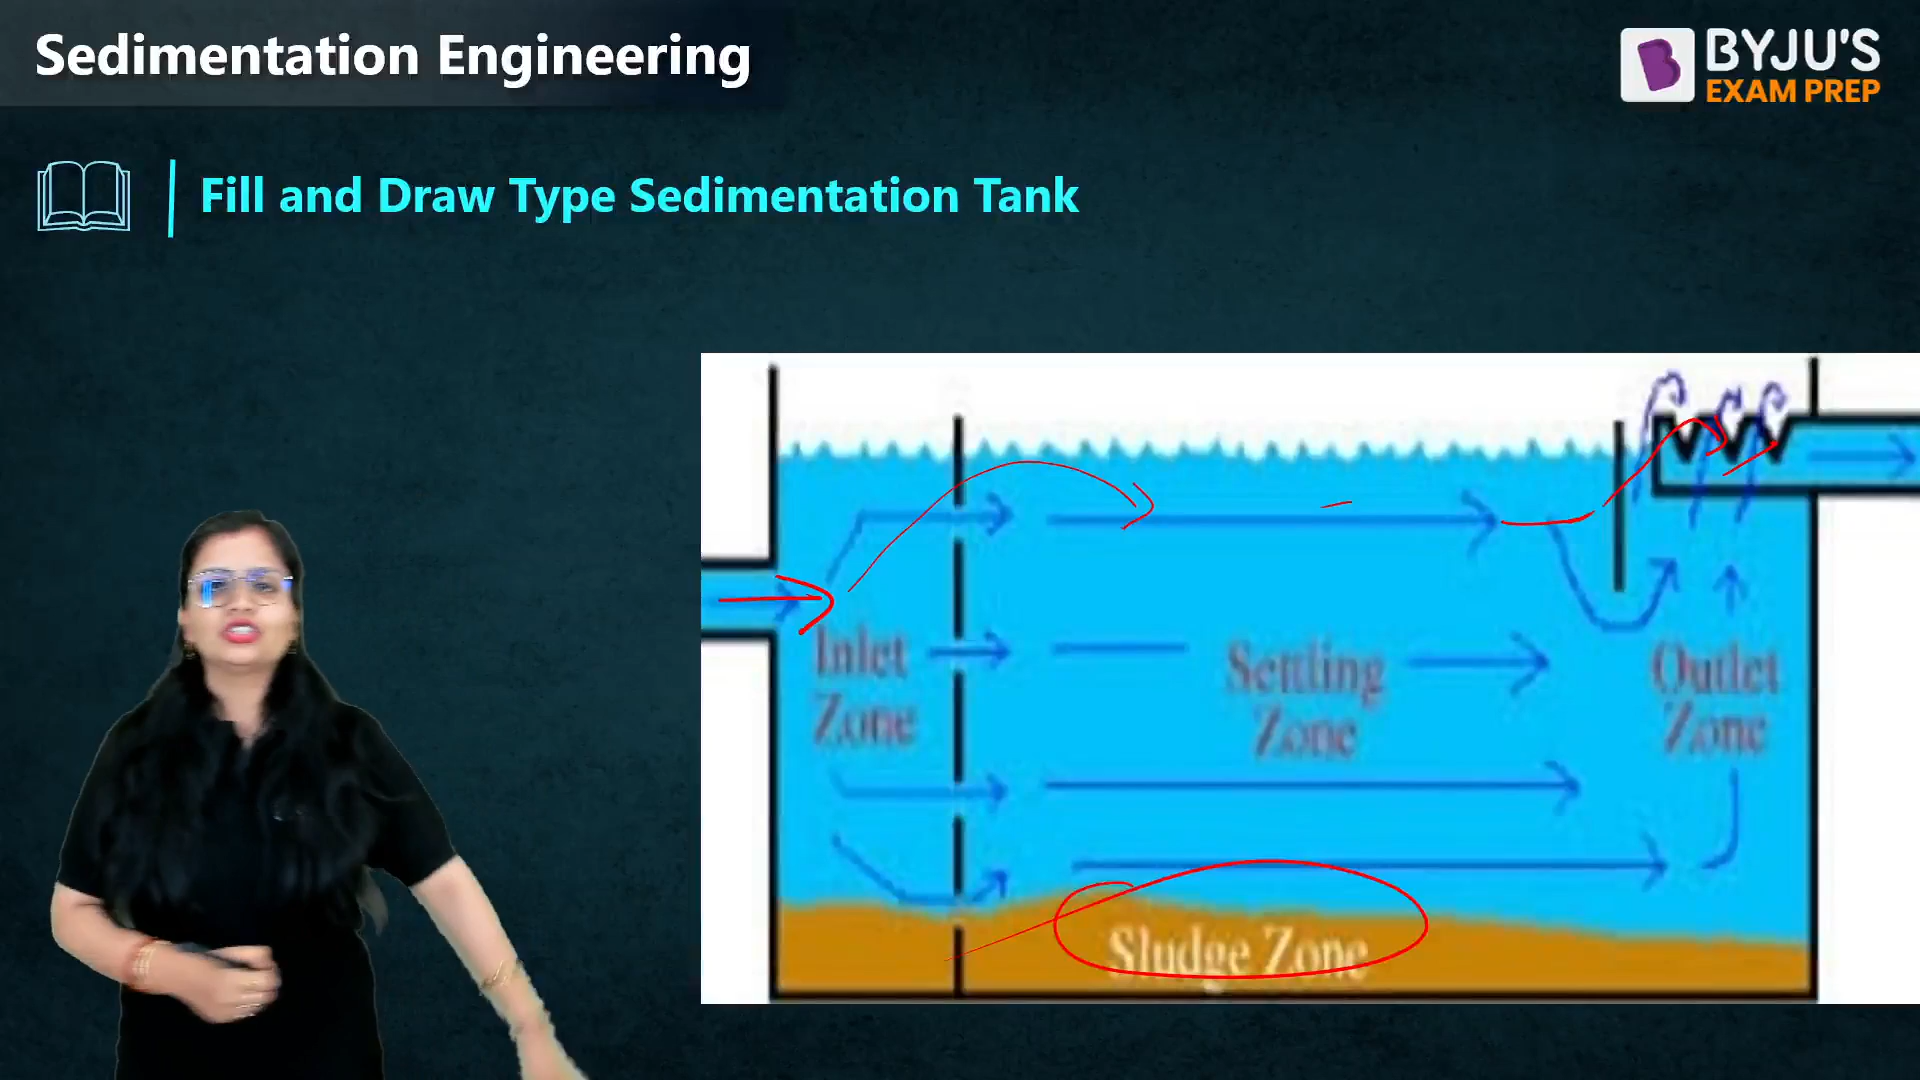 Sedimentation Engineering
BYJU'S
EXAM PREP
Fill and Draw Type Sedimentation Tank
Inlet
Zone
Settling
Zone
Outlet
Zone
Sludge Zone